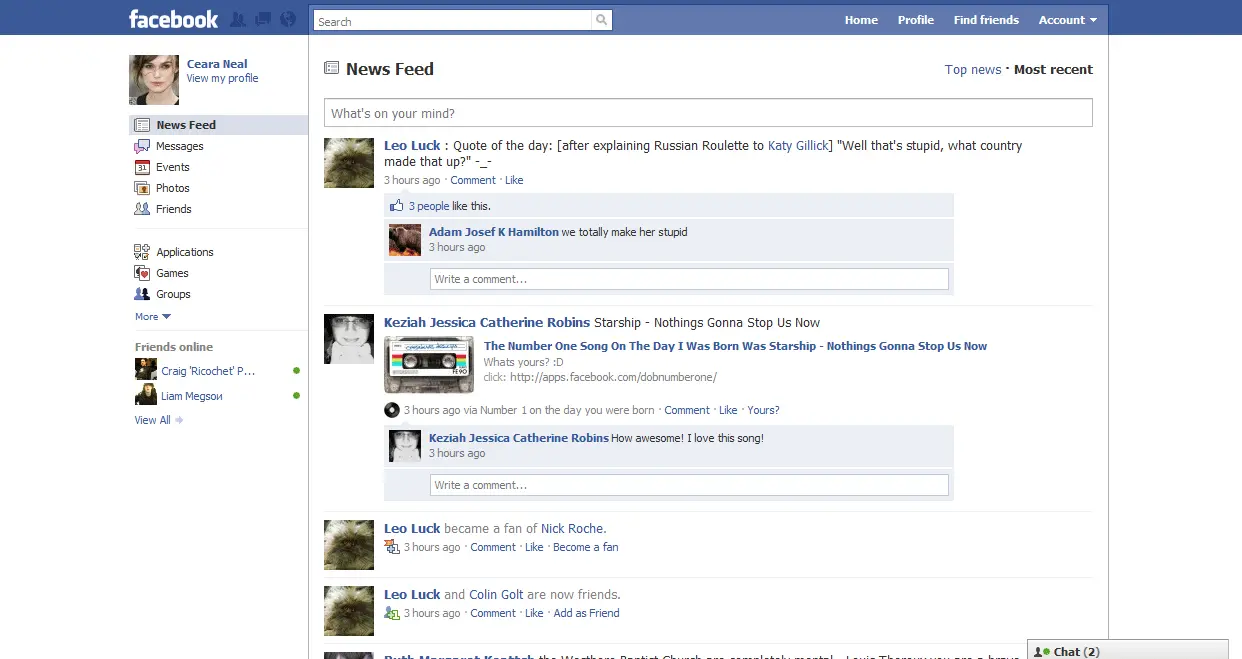 facebook
Search
Home Profile Find friends Account
Ceara Neal
View my profile
News Feed
Messages
31
Events
Photos
Friends
Applications
Games
Groups
More
Friends online
Craig 'Ricochet' P...
Liam Megsoи
View All
News Feed
Top news · Most recent
What's on your mind?
Leo Luck : Quote of the day: [after explaining Russian Roulette to Katy Gillick] "Well that's stupid, what country
made that up?" -_-
3 hours ago · Comment · Like
3 people like this.
Adam Josef K Hamilton we totally make her stupid
3 hours ago
Write a comment...
Keziah Jessica Catherine Robins Starship - Nothings Gonna Stop Us Now
The Number One Song On The Day I Was Born Was Starship - Nothings Gonna Stop Us Now
Whats yours? :D
click: http://apps.facebook.com/dobnumberone/
3 hours ago via Number 1 on the day you were born · Comment · Like · Yours?
Keziah Jessica Catherine Robins How awesome! I love this song!
3 hours ago
Write a comment...
Leo Luck became a fan of Nick Roche.
3 hours ago · Comment · Like · Become a fan
Leo Luck and Colin Golt are now friends.
3 hours ago · Comment · Like · Add as Friend
Chat (2)